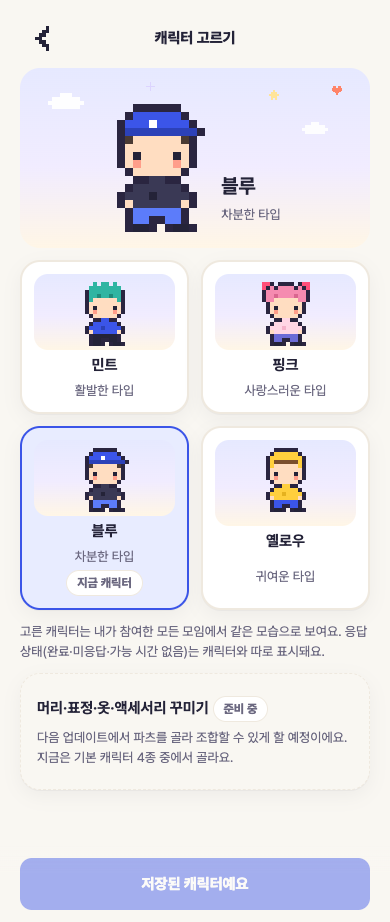 캐릭터 고르기
블루
차분한 타입
민트
활발한 타입
핑크
사랑스러운 타입
블루
차분한 타입
지금 캐릭터
옐로우
귀여운 타입
고른 캐릭터는 내가 참여한 모든 모임에서 같은 모습으로 보여요. 응답
상태(완료·미응답·가능 시간 없음)는 캐릭터와 따로 표시돼요.
머리·표정·옷·액세서리 꾸미기 준비 중
다음 업데이트에서 파츠를 골라 조합할 수 있게 할 예정이에요.
지금은 기본 캐릭터 4종 중에서 골라요.
저장된 캐릭터예요